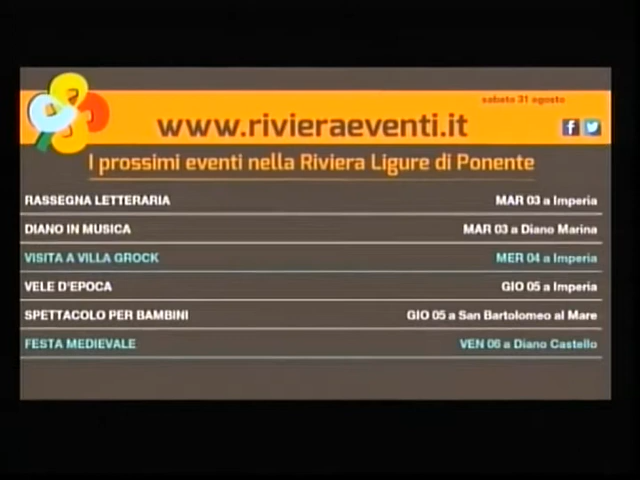 sabato 31 agosto
www.rivieraeventi.it
I prossimi eventi nella Riviera Ligure di Ponente
RASSEGNA LETTERARIA MAR 03 a Imperia
DIANO IN MUSICA MAR 03 a Diano Marina
VISITA A VILLA GROCK MER 04 a Imperia
VELE D'EPOCA GIO 05 a Imperia
SPETTACOLO PER BAMBINI GIO 05 a San Bartolomeo al Mare
FESTA MEDIEVALE VEN 06 a Diano Castello